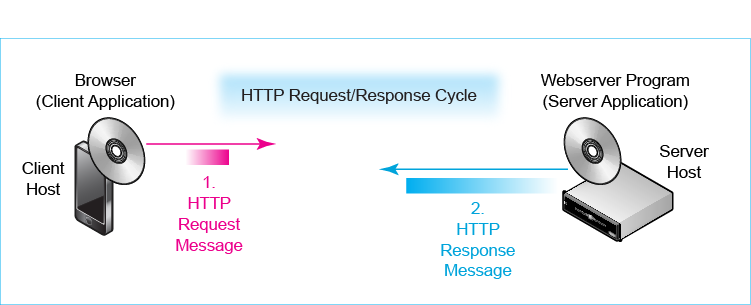 HTTP Request/Response Cycle
Browser
(Client Application)
Webserver Program
(Server Application)
Client
Host
Server
Host
1.
HTTP
Request
Message
2.
HTTP
Response
Message